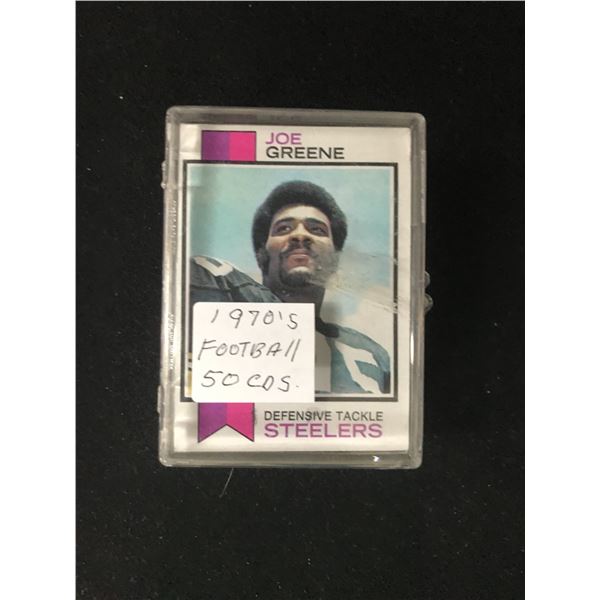 JOE
GREENE
1970's
FOOTBAll
50 CDS.
DEFENSIVE TACKLE
STEELERS